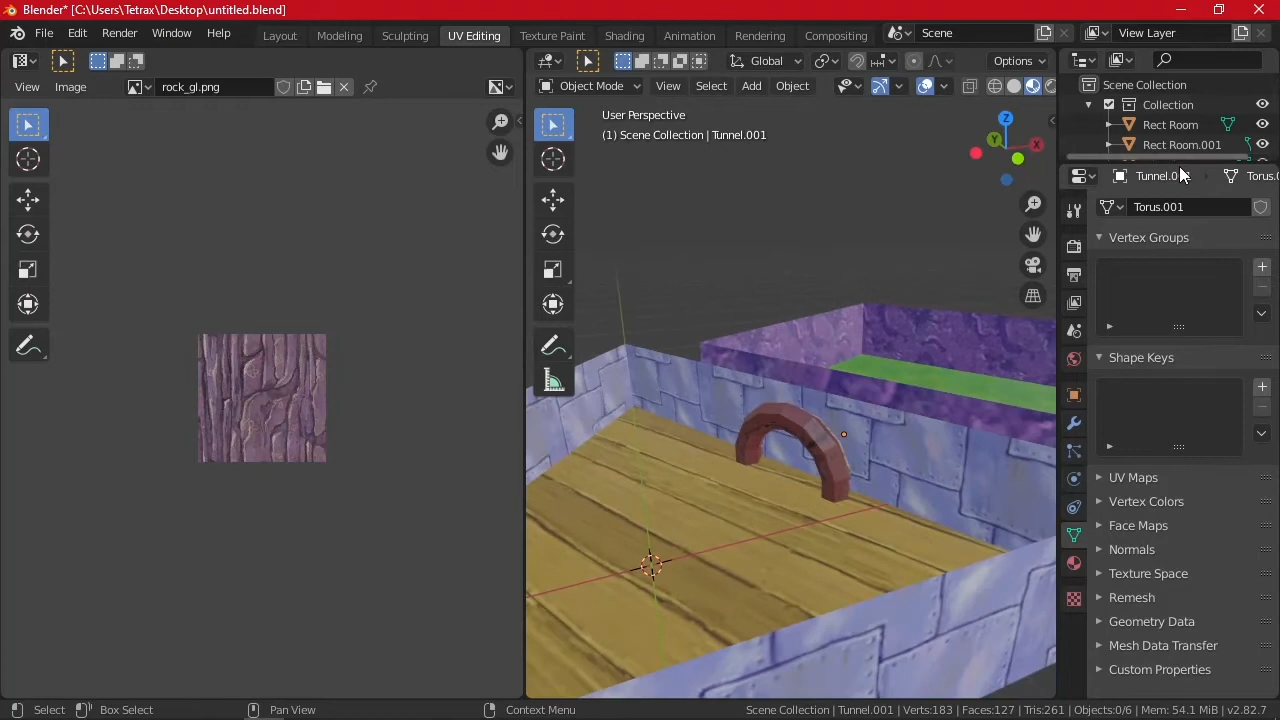 Blender* [C:\Users\Tetrax\Desktop\untitled.blend]
File Edit Render Window Help
Layout Modeling Sculpting UV Editing Texture Paint Shading Animation Rendering Compositing
Scene
View Layer
Global
Options
View Image
rock_gl.png
Object Mode View Select Add Object
User Perspective
(1) Scene Collection | Tunnel.001
Z
Y
X
Scene Collection
Collection
Rect Room
Rect Room.001
Torus.001
Vertex Groups
Shape Keys
UV Maps
Vertex Colors
Face Maps
Normals
Texture Space
Remesh
Geometry Data
Mesh Data Transfer
Custom Properties
Select Box Select Pan View Context Menu
Scene Collection | Tunnel.001 | Verts:183 | Faces:127 | Tris:261 | Objects:0/6 | Mem: 54.1 MiB | v2.82.7